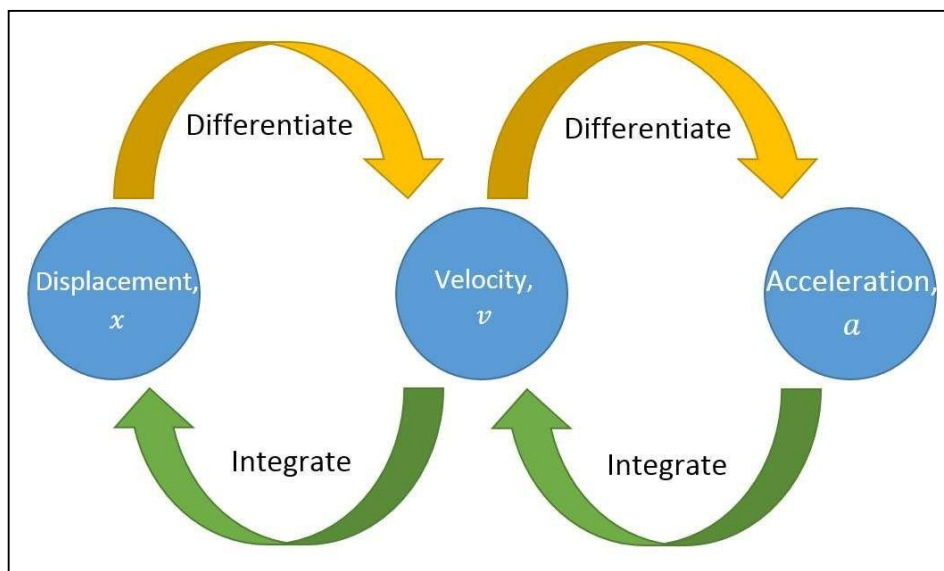 Differentiate
Differentiate
Displacement,
x
Velocity,
v
Acceleration,
a
Integrate
Integrate